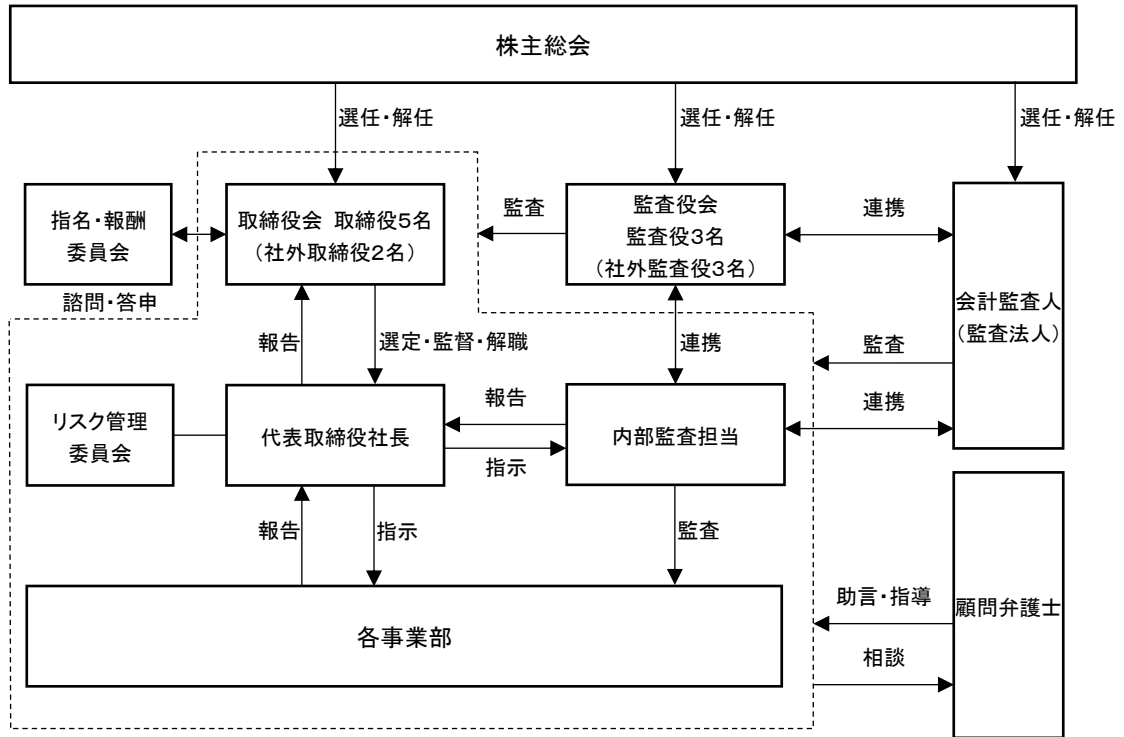 株主総会
選任・解任
選任・解任
選任・解任
指名・報酬
委員会
取締役会 取締役5名
(社外取締役2名)
監査
監査役会
監査役3名
(社外監査役3名)
連携
会計監査人
(監査法人)
諮問・答申
報告
選定・監督・解職
連携
監査
リスク管理
委員会
代表取締役社長
報告
指示
内部監査担当
連携
報告
指示
監査
各事業部
助言・指導
相談
顧問弁護士